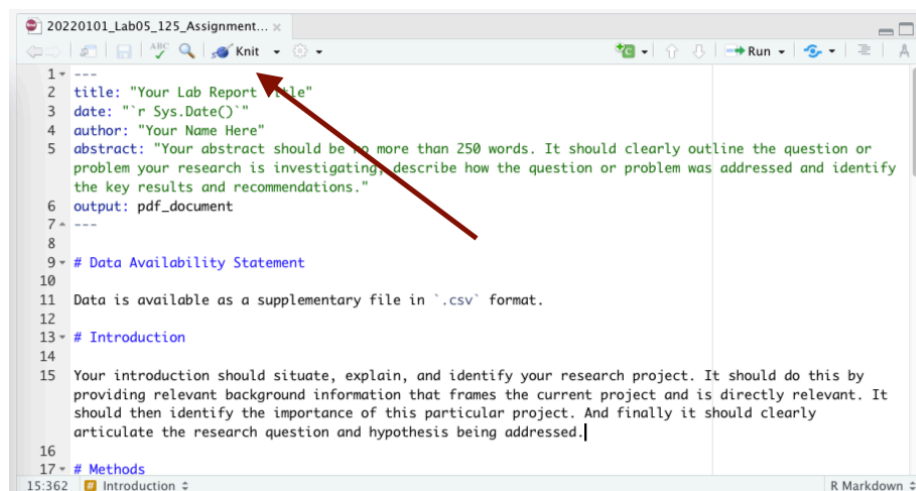 20220101_Lab05_125_Assignment...
ABC Knit Run A
1 ---
2 title: "Your Lab Report Title"
3 date: "`r Sys.Date()`"
4 author: "Your Name Here"
5 abstract: "Your abstract should be no more than 250 words. It should clearly outline the question or
problem your research is investigating, describe how the question or problem was addressed and identify
the key results and recommendations."
6 output: pdf_document
7 ---
8
9 # Data Availability Statement
10
11 Data is available as a supplementary file in `.csv` format.
12
13 # Introduction
14
15 Your introduction should situate, explain, and identify your research project. It should do this by
providing relevant background information that frames the current project and is directly relevant. It
should then identify the importance of this particular project. And finally it should clearly
articulate the research question and hypothesis being addressed.
16
17 # Methods
15:362 # Introduction R Markdown